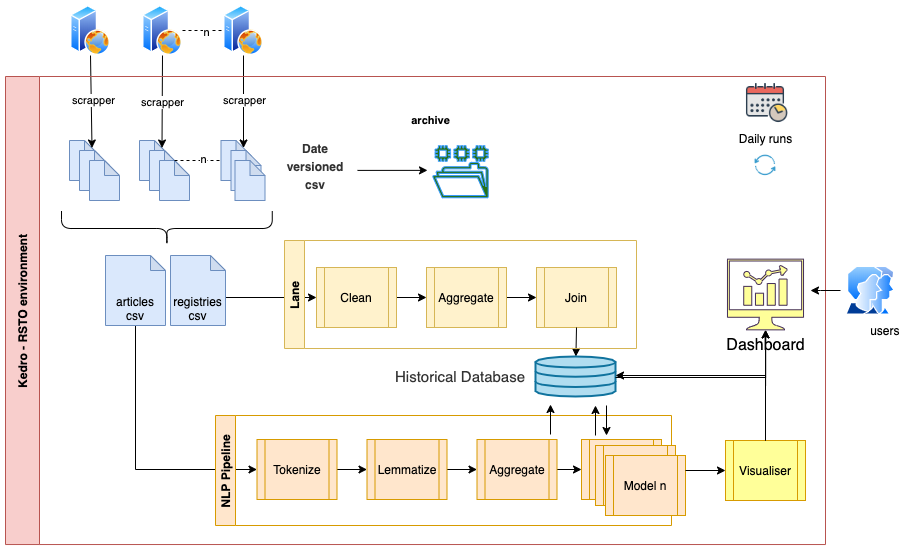 n
scrapper
scrapper
scrapper
archive
Daily runs
n
Date
versioned
csv
Kedro - RSTO environment
articles
csv
registries
csv
Lane
Clean
Aggregate
Join
Dashboard
users
Historical Database
NLP Pipeline
Tokenize
Lemmatize
Aggregate
Model n
Visualiser